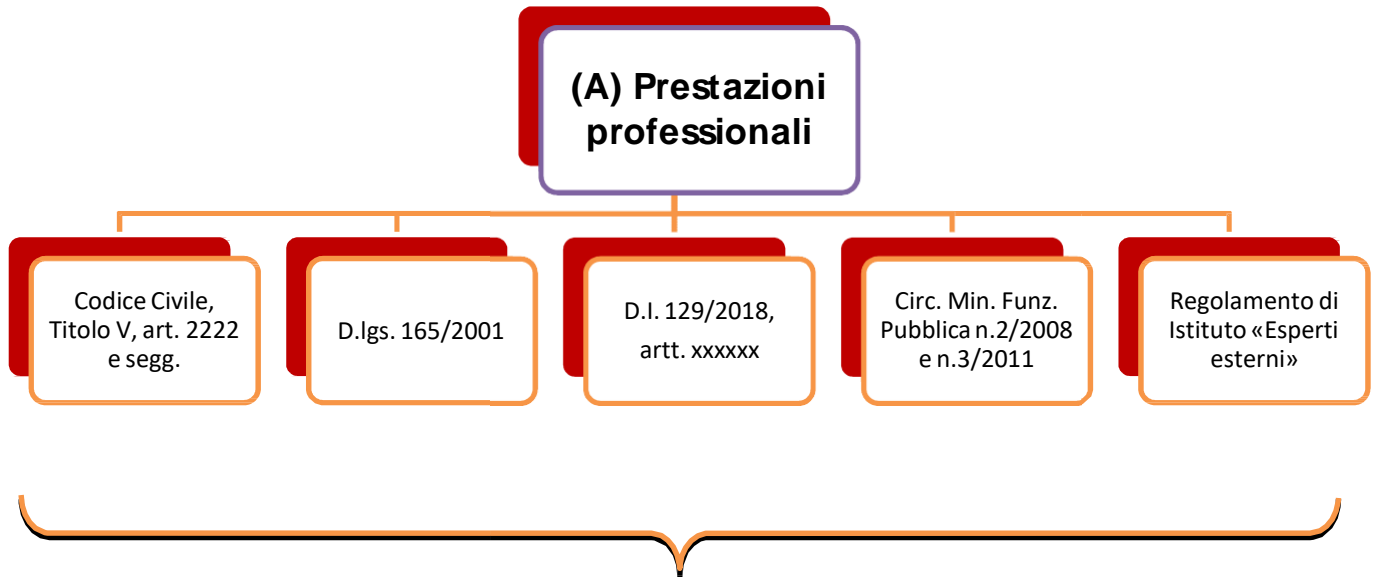 (A) Prestazioni
professionali
Codice Civile,
Titolo V, art. 2222
e segg.
D.lgs. 165/2001
D.I. 129/2018,
artt. xxxxxx
Circ. Min. Funz.
Pubblica n.2/2008
e n.3/2011
Regolamento di
Istituto «Esperti
esterni»